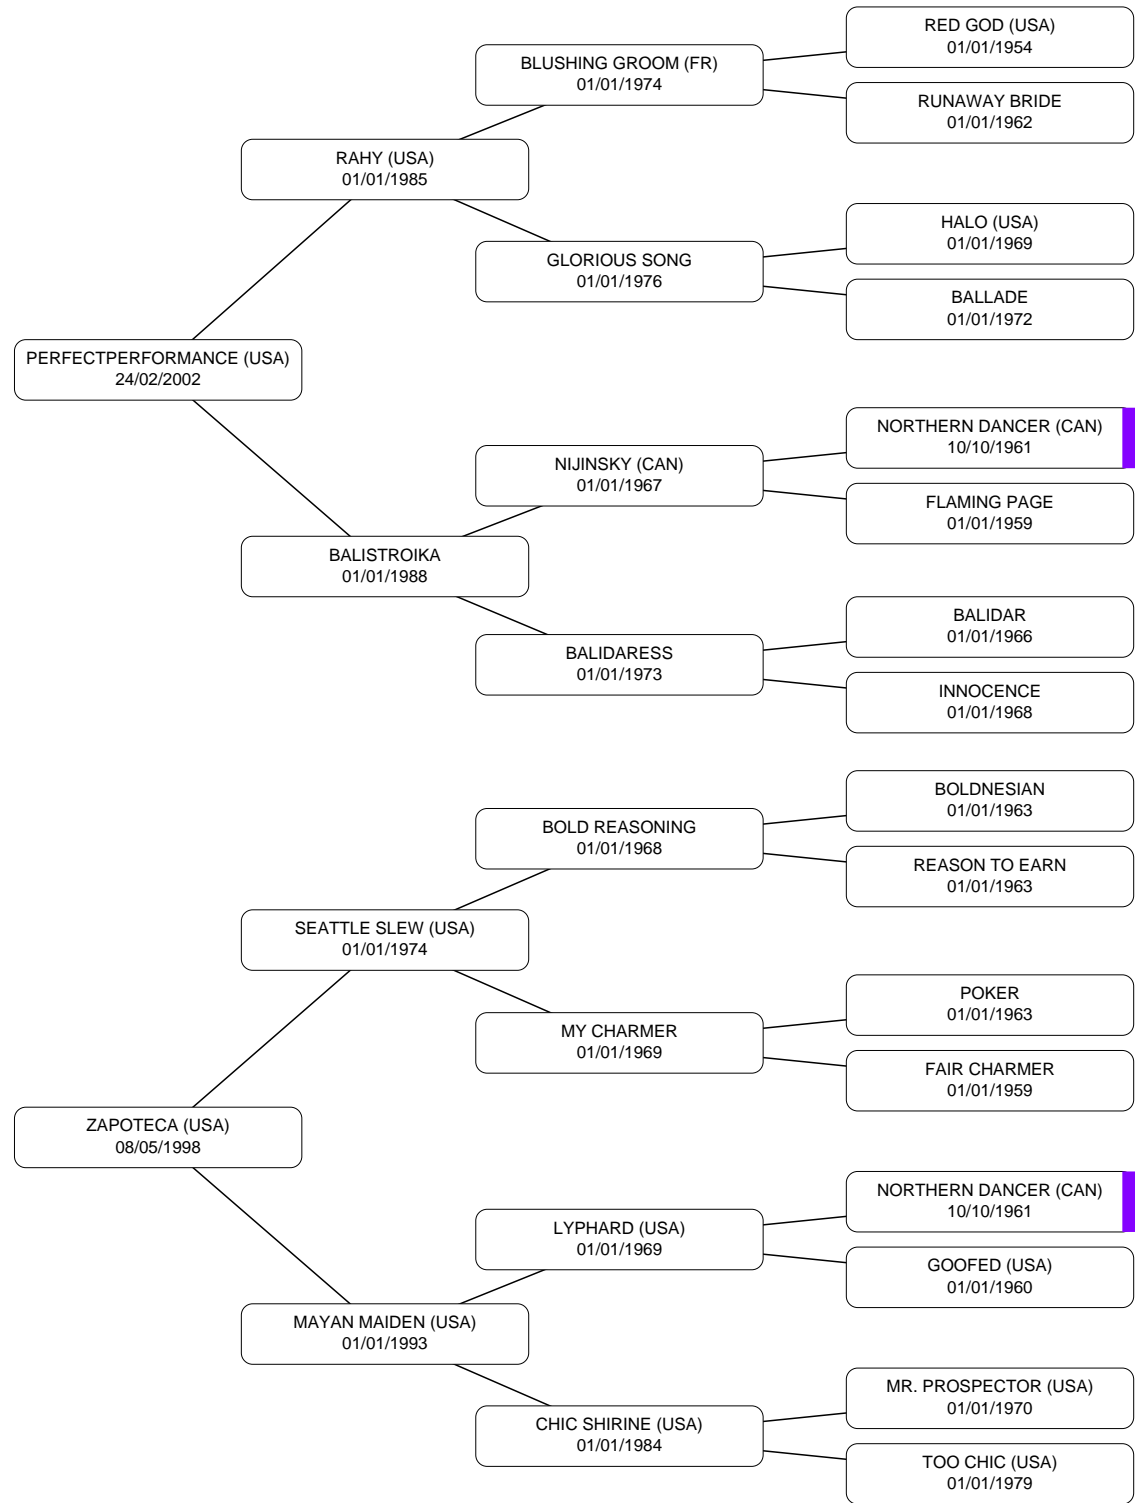 RED GOD (USA)
01/01/1954
BLUSHING GROOM (FR)
01/01/1974
RUNAWAY BRIDE
01/01/1962
RAHY (USA)
01/01/1985
HALO (USA)
01/01/1969
GLORIOUS SONG
01/01/1976
BALLADE
01/01/1972
PERFECTPERFORMANCE (USA)
24/02/2002
NORTHERN DANCER (CAN)
10/10/1961
NIJINSKY (CAN)
01/01/1967
FLAMING PAGE
01/01/1959
BALISTROIKA
01/01/1988
BALIDAR
01/01/1966
BALIDARESS
01/01/1973
INNOCENCE
01/01/1968
BOLDNESIAN
01/01/1963
BOLD REASONING
01/01/1968
REASON TO EARN
01/01/1963
SEATTLE SLEW (USA)
01/01/1974
POKER
01/01/1963
MY CHARMER
01/01/1969
FAIR CHARMER
01/01/1959
ZAPOTECA (USA)
08/05/1998
NORTHERN DANCER (CAN)
10/10/1961
LYPHARD (USA)
01/01/1969
GOOFED (USA)
01/01/1960
MAYAN MAIDEN (USA)
01/01/1993
MR. PROSPECTOR (USA)
01/01/1970
CHIC SHIRINE (USA)
01/01/1984
TOO CHIC (USA)
01/01/1979